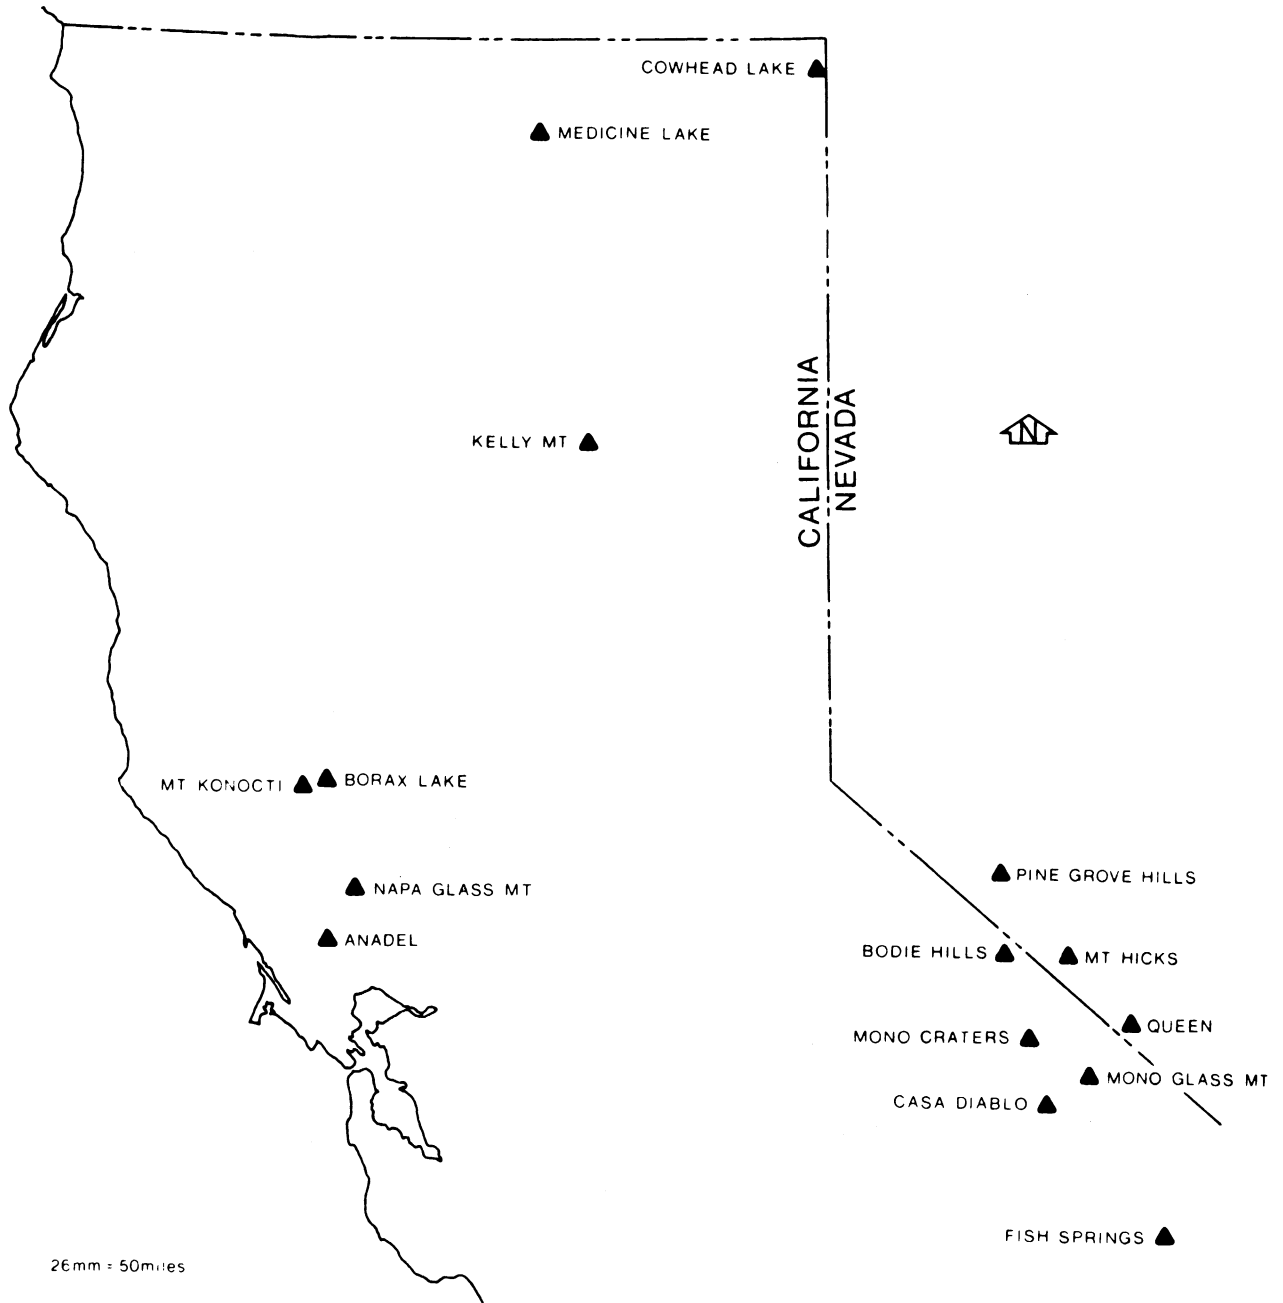 COWHEAD LAKE
MEDICINE LAKE
CALIFORNIA
NEVADA
N
KELLY MT
MT KONOCTI
BORAX LAKE
PINE GROVE HILLS
NAPA GLASS MT
ANADEL
BODIE HILLS
MT HICKS
QUEEN
MONO CRATERS
MONO GLASS MT
CASA DIABLO
FISH SPRINGS
26mm = 50miles